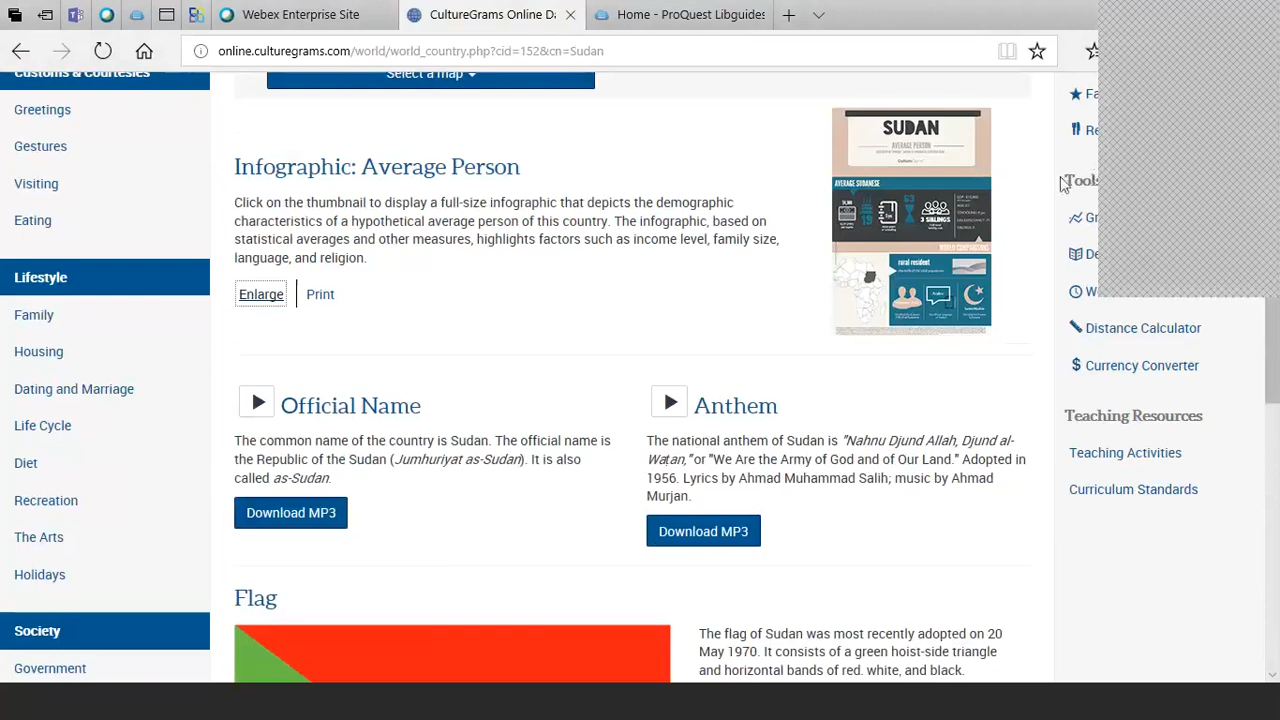 Webex Enterprise Site
CultureGrams Online Da
Home - ProQuest Libguides
online.culturegrams.com/world/world_country.php?cid=152&cn=Sudan
Customs & Courtesies
Greetings
Gestures
Visiting
Eating
Lifestyle
Family
Housing
Dating and Marriage
Life Cycle
Diet
Recreation
The Arts
Holidays
Society
Government
Select a map
Infographic: Average Person
Click on the thumbnail to display a full-size infographic that depicts the demographic
characteristics of a hypothetical average person of this country. The infographic, based on
statistical averages and other measures, highlights factors such as income level, family size,
language, and religion.
Enlarge
Print
SUDAN
AVERAGE PERSON
AVERAGE SUDANESE
3 SIBLINGS
WORLD COMPARISONS
rural resident
Official Name
The common name of the country is Sudan. The official name is
the Republic of the Sudan (Jumhuriyat as-Sudan). It is also
called as-Sudan.
Download MP3
Anthem
The national anthem of Sudan is "Nahnu Djund Allah, Djund al-
Watan," or "We Are the Army of God and of Our Land." Adopted in
1956. Lyrics by Ahmad Muhammad Salih; music by Ahmad
Murjan.
Download MP3
Flag
The flag of Sudan was most recently adopted on 20
May 1970. It consists of a green hoist-side triangle
and horizontal bands of red, white, and black.
Fa
Re
Tools
Gr
De
W
Distance Calculator
$ Currency Converter
Teaching Resources
Teaching Activities
Curriculum Standards